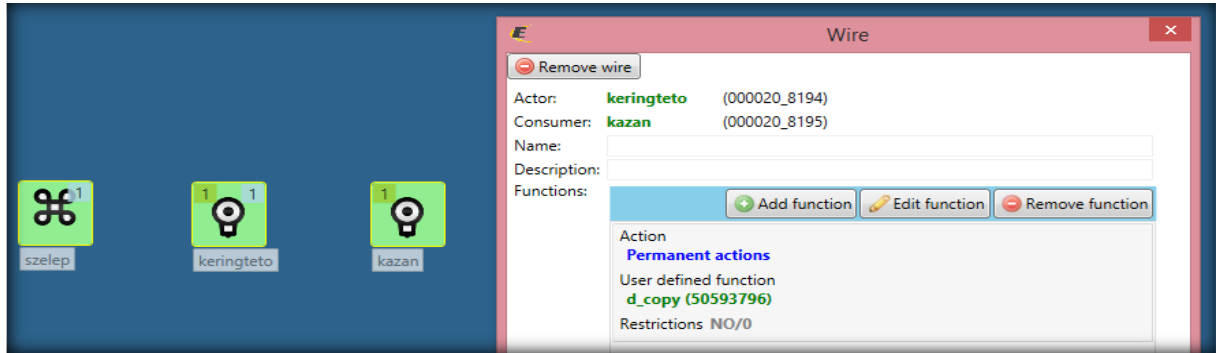 Wire
Remove wire
Actor: keringteto (000020_8194)
Consumer: kazan (000020_8195)
Name:
Description:
Functions:
Add function Edit function Remove function
Action
Permanent actions
User defined function
d_copy (50593796)
Restrictions NO/0
1 1 1 1
szelep keringteto kazan